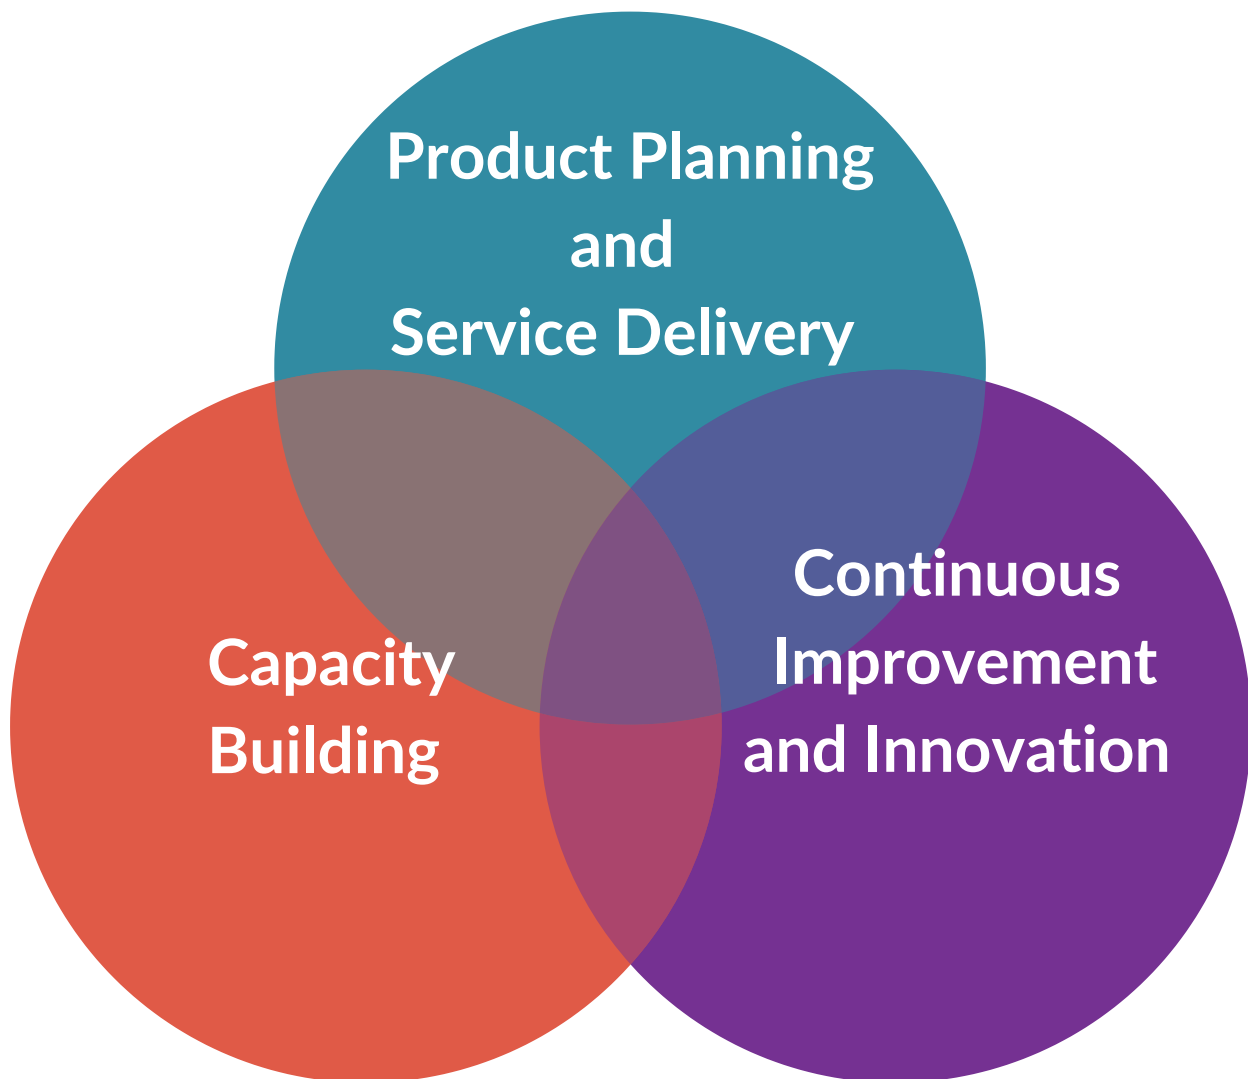 Product Planning
and
Service Delivery
Capacity
Building
Continuous
Improvement
and Innovation